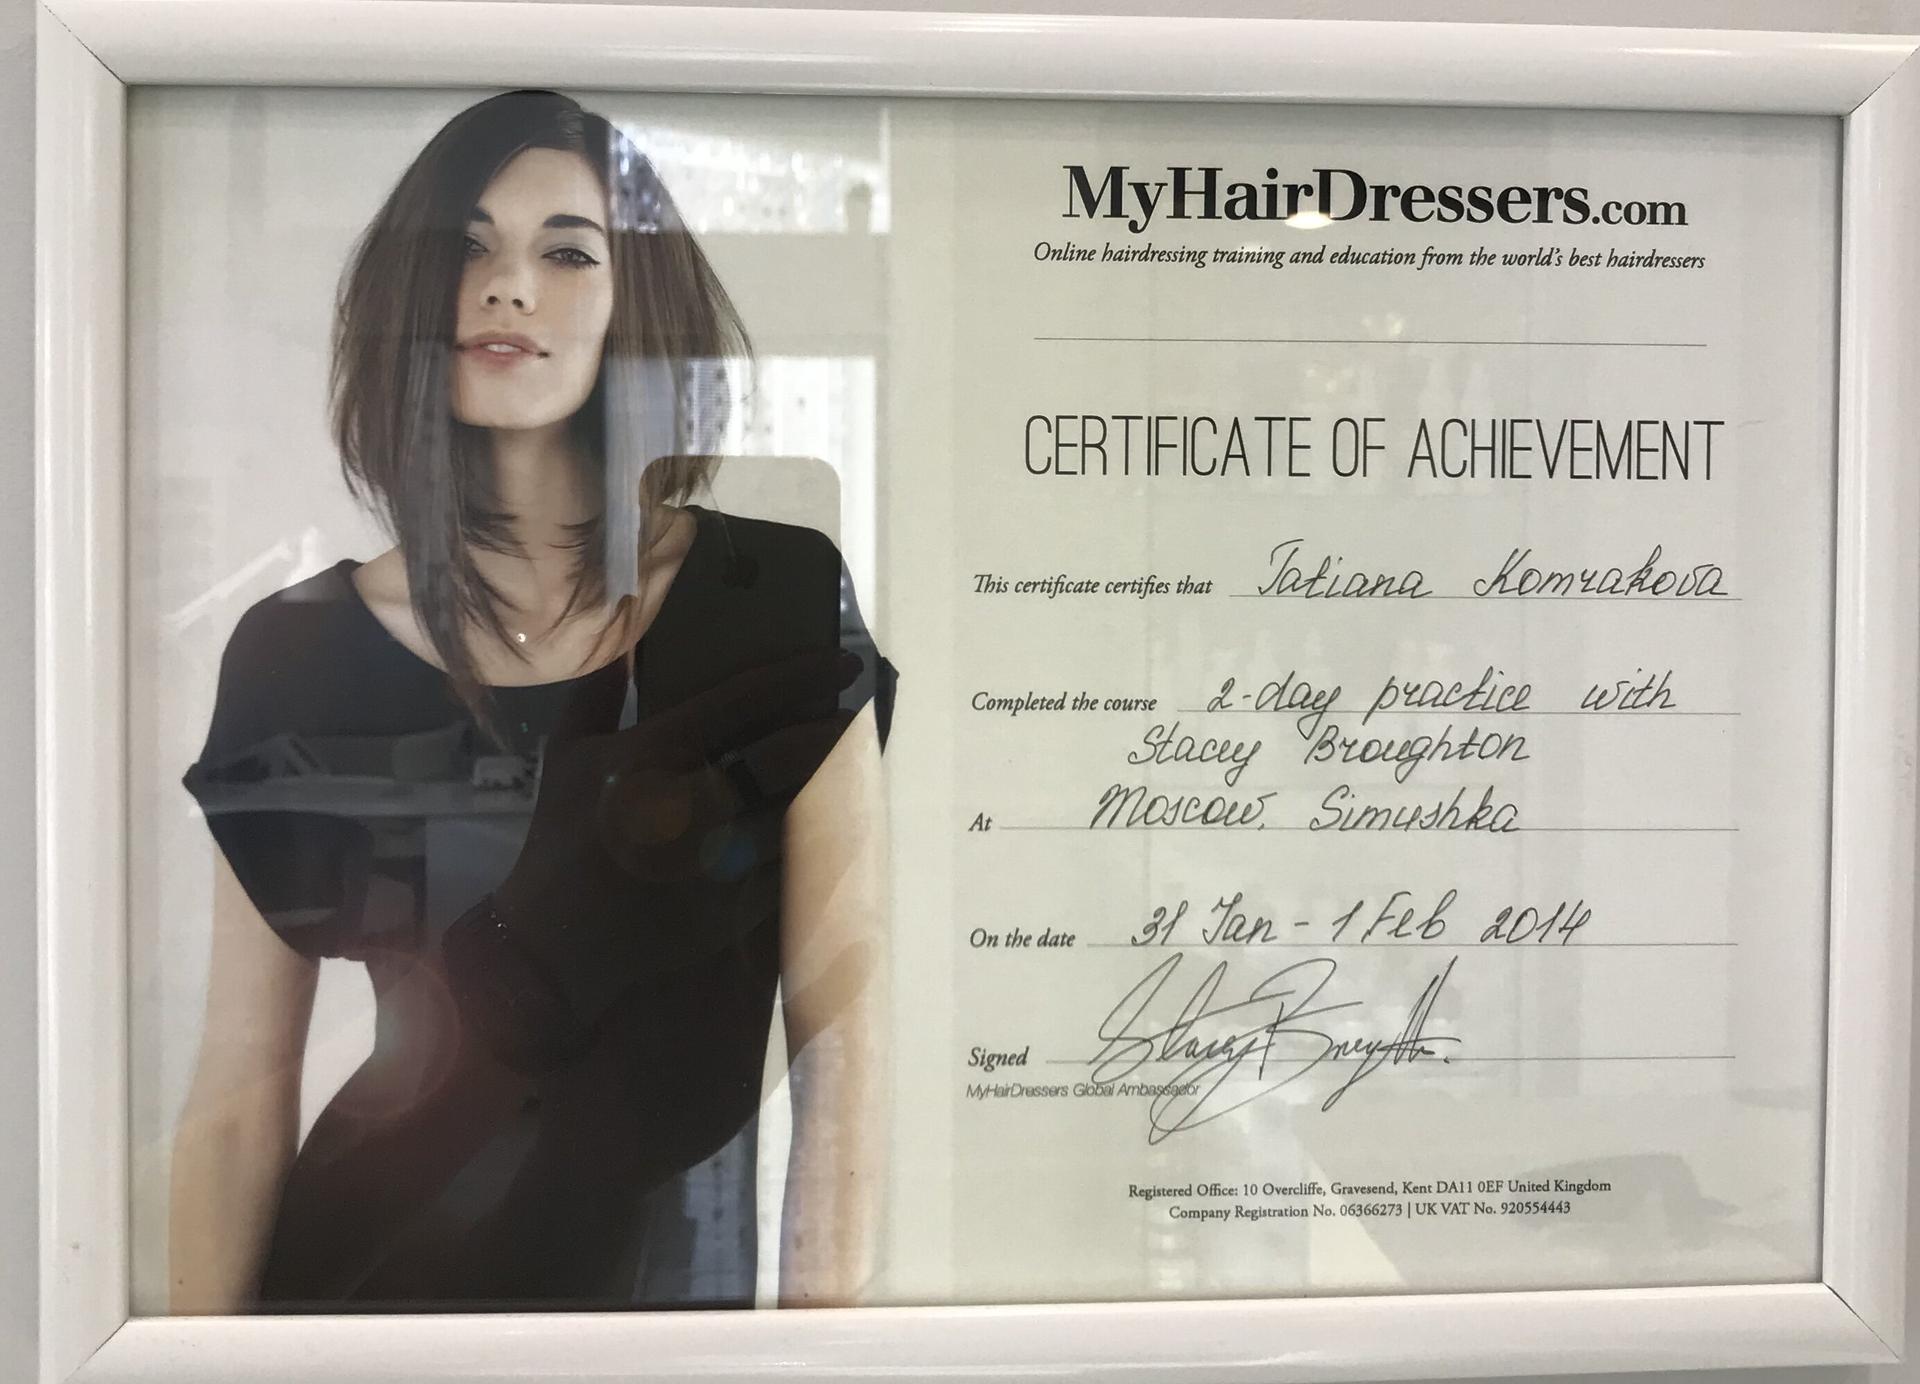 MyHairDressers.com
Online hairdressing training and education from the world's best hairdressers
CERTIFICATE OF ACHIEVEMENT
This certificate certifies that Tatiana Komrakova
Completed the course 2-day practice with
Stacey Broughton
At Moscow. Simushka
On the date 31 Jan - 1 Feb 2014
Signed Stacey Broughton.
MyHairDressers Global Ambassador
Registered Office: 10 Overcliffe, Gravesend, Kent DA11 0EF United Kingdom
Company Registration No. 06366273 | UK VAT No. 920554443